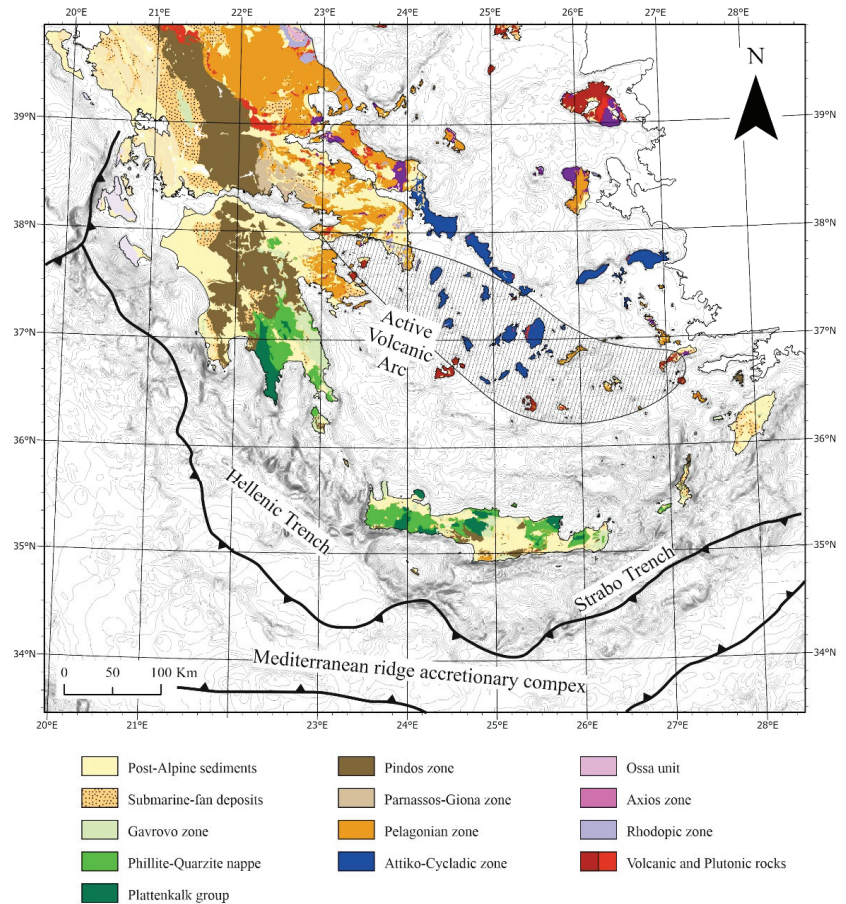 20°E 21°E 22°E 23°E 24°E 25°E 26°E 27°E 28°E
N
39°N 39°N
38°N 38°N
Active
Volcanic
Arc
37°N 37°N
36°N 36°N
Hellenic Trench
35°N 35°N
Strabo Trench
34°N 34°N
Mediterranean ridge accretionary compex
0 50 100 Km
20°E 21°E 22°E 23°E 24°E 25°E 26°E 27°E 28°E
Post-Alpine sediments
Submarine-fan deposits
Gavrovo zone
Phillite-Quarzite nappe
Plattenkalk group
Pindos zone
Parnassos-Giona zone
Pelagonian zone
Attiko-Cycladic zone
Ossa unit
Axios zone
Rhodopic zone
Volcanic and Plutonic rocks